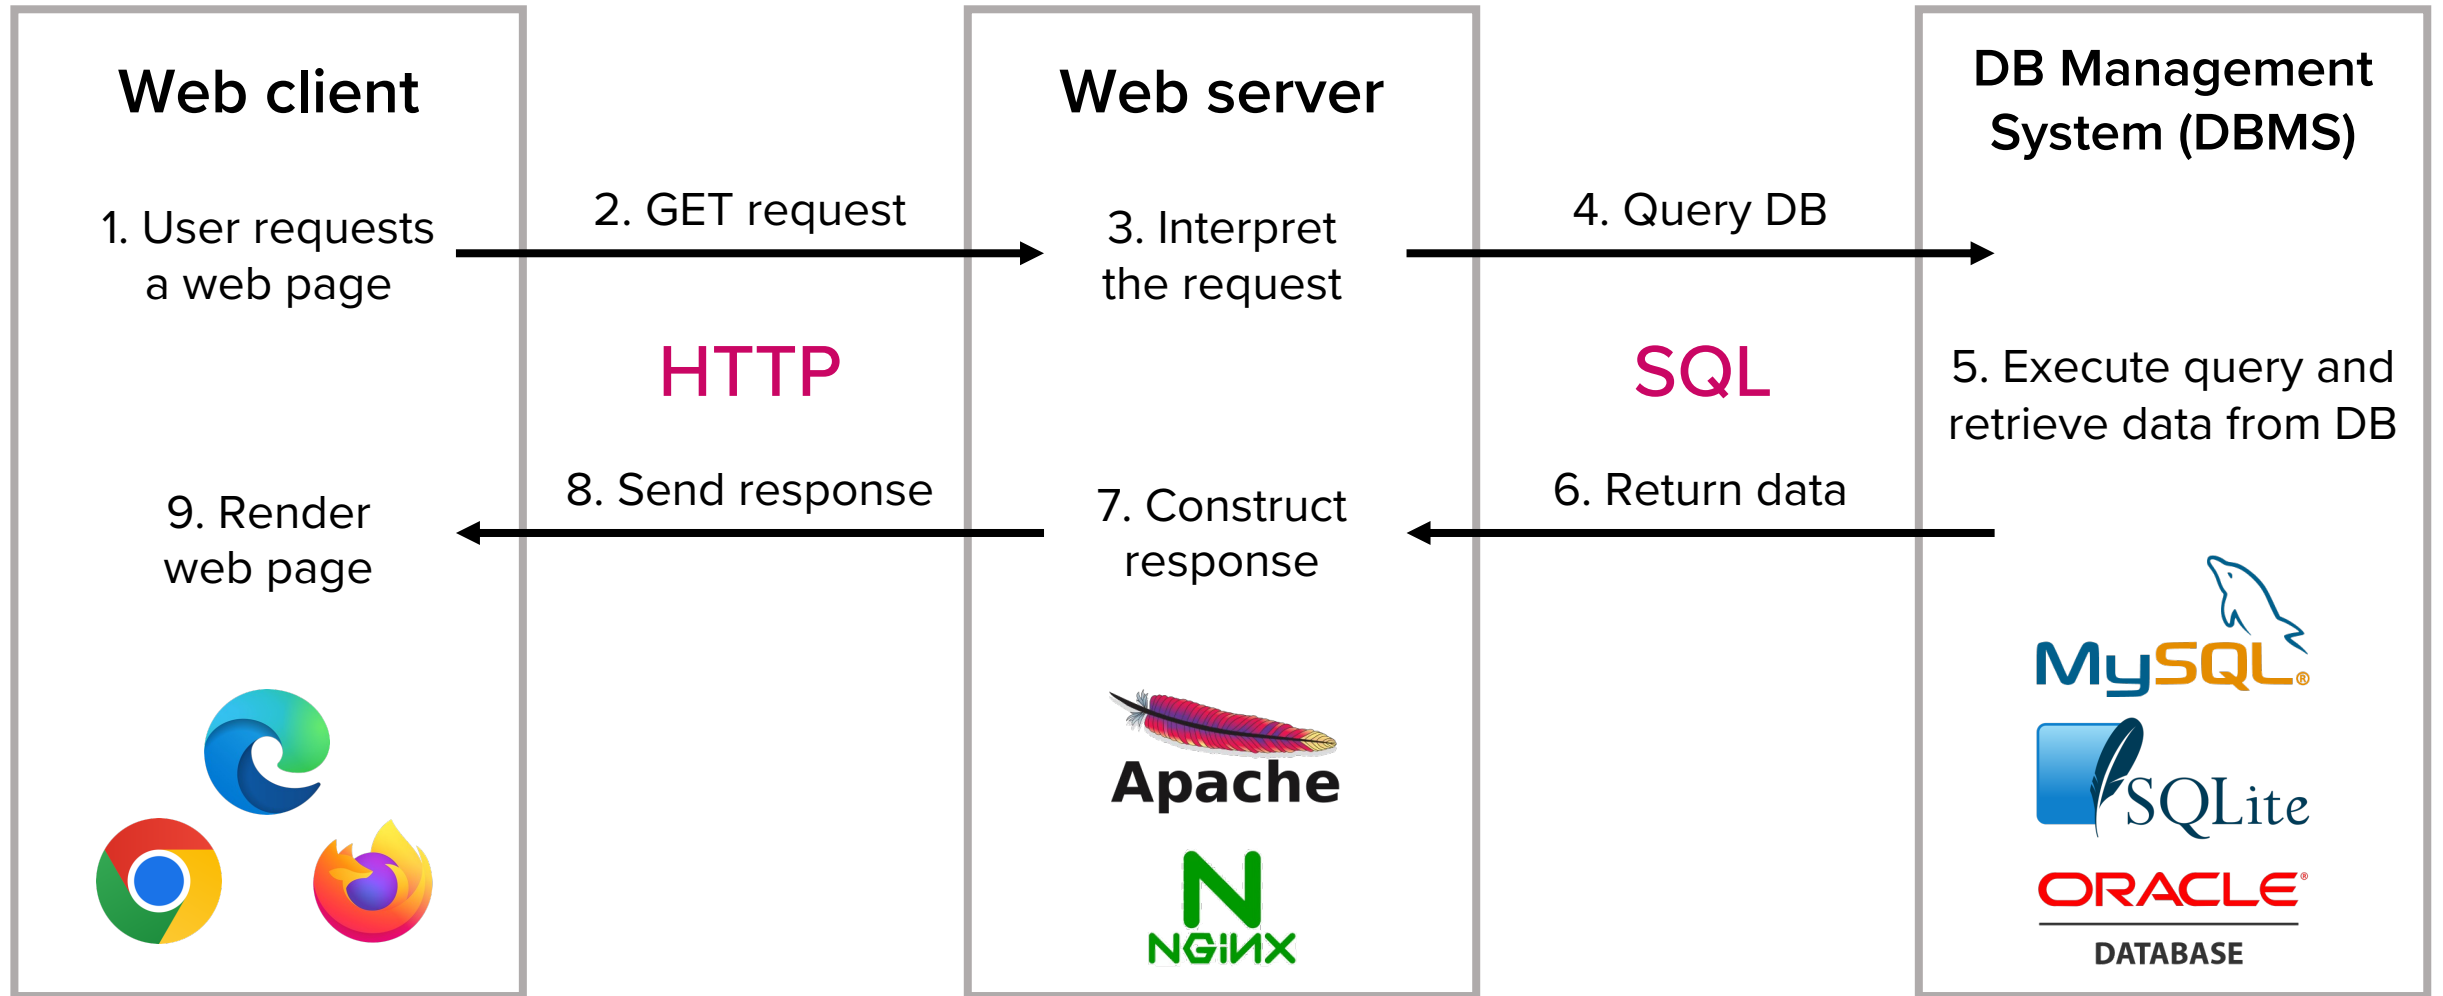 Web client
1. User requests
a web page
2. GET request
HTTP
8. Send response
9. Render
web page
Web server
3. Interpret
the request
7. Construct
response
Apache
NGINX
4. Query DB
SQL
6. Return data
DB Management
System (DBMS)
5. Execute query and
retrieve data from DB
MySQL®
SQLite
ORACLE®
DATABASE